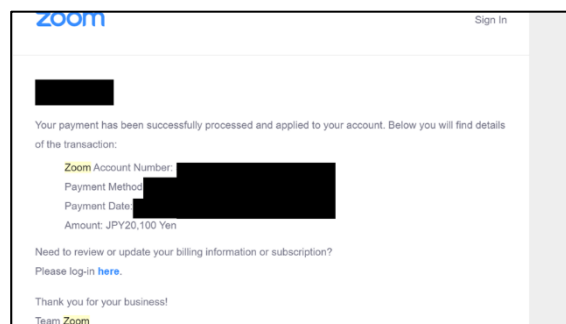 zoom
Sign In
Your payment has been successfully processed and applied to your account. Below you will find details
of the transaction:
Zoom Account Number:
Payment Method
Payment Date:
Amount: JPY20,100 Yen
Need to review or update your billing information or subscription?
Please log-in here.
Thank you for your business!
Team Zoom